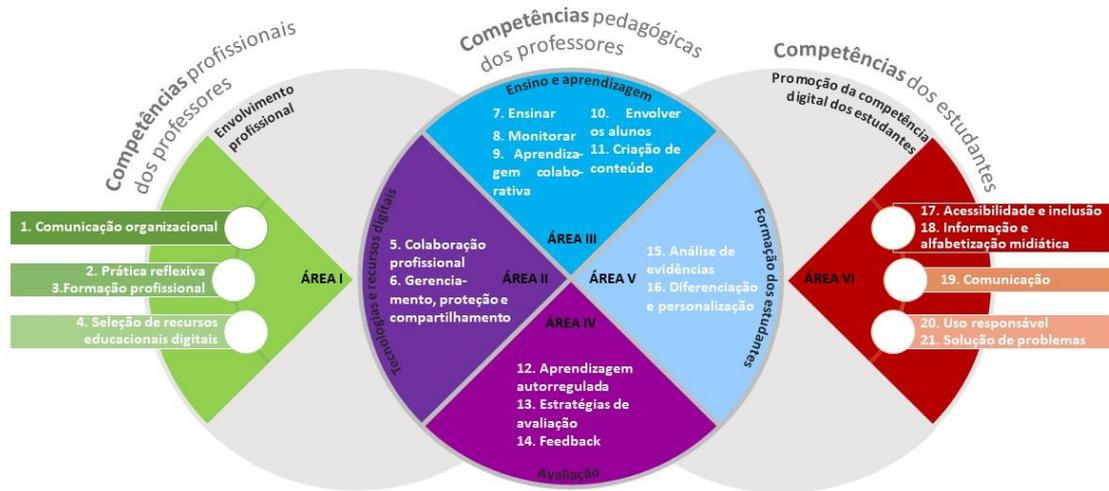 Competências profissionais
dos professores
Envolvimento
profissional
1. Comunicação organizacional
2. Prática reflexiva
3.Formação profissional
4. Seleção de recursos
educacionais digitais
ÁREA I
Competências pedagógicas
dos professores
Ensino e aprendizagem
7. Ensinar
8. Monitorar
9. Aprendiza-
gem colabo-
rativa
10. Envolver
os alunos
11. Criação de
conteúdo
ÁREA III
Tecnologias e recursos digitais
5. Colaboração
profissional
6. Gerencia-
mento, proteção e
compartilhamento
ÁREA II
ÁREA V
15. Análise de
evidências
16. Diferenciação
e personalização
Formação dos estudantes
ÁREA IV
12. Aprendizagem
autorregulada
13. Estratégias de
avaliação
14. Feedback
Avaliação
Competências dos estudantes
Promoção da competência
digital dos estudantes
ÁREA VI
17. Acessibilidade e inclusão
18. Informação e
alfabetização midiática
19. Comunicação
20. Uso responsável
21. Solução de problemas